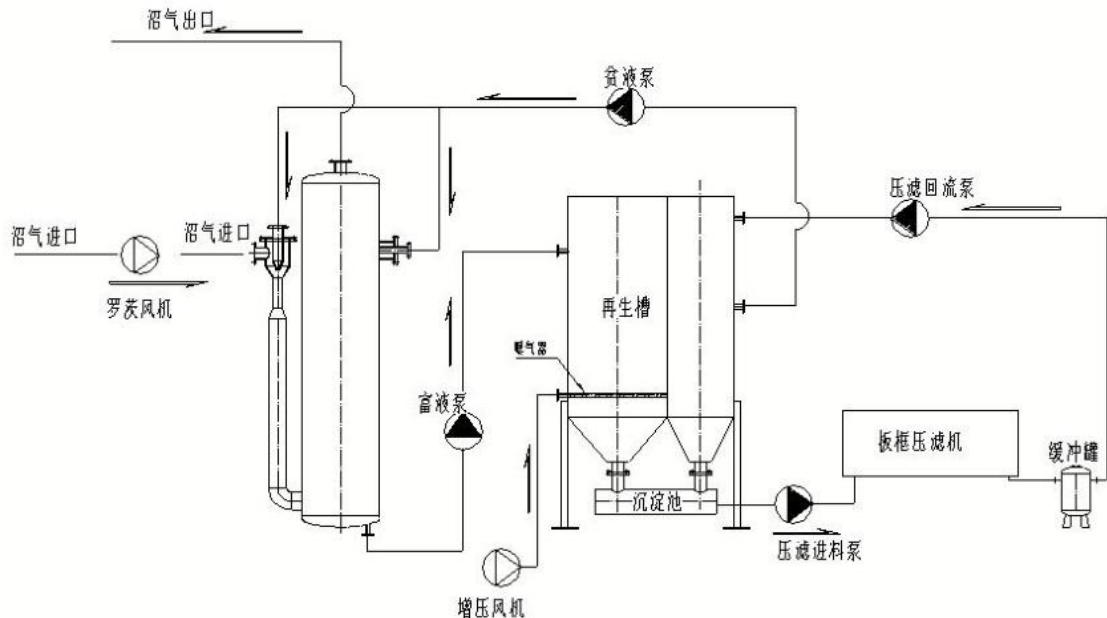 沼气出口
贫液泵
压滤回流泵
沼气进口
沼气进口
罗茨风机
再生槽
曝气器
富液泵
板框压滤机
缓冲罐
沉淀池
压滤进料泵
增压风机